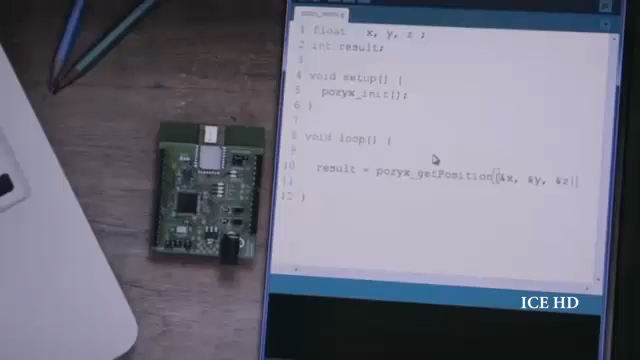 1 float x, y, z ;
2 int result;
3
4 void setup() {
5 pozyx_init();
6 }
7
8 void loop() {
9
10 result = pozyx_getPosition(&x, &y, &z)
11
12 }
ICE HD